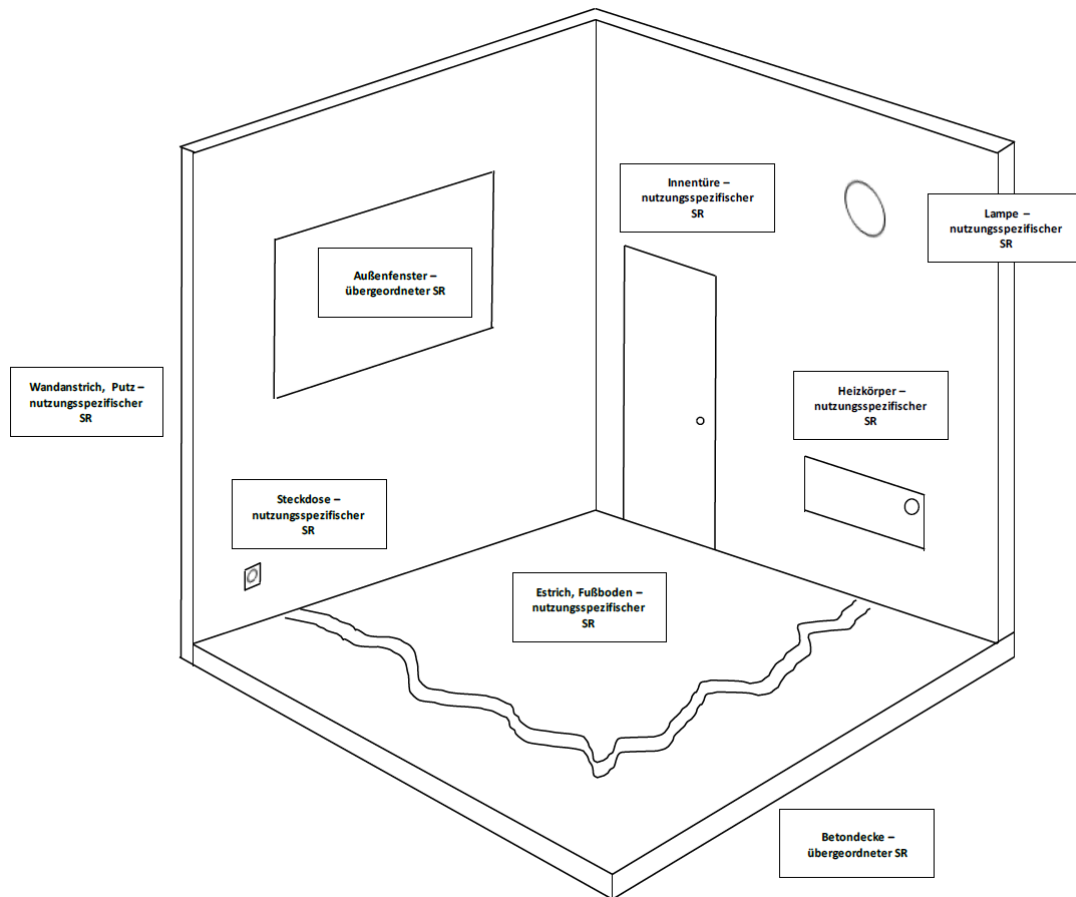 Innentüre –
nutzungsspezifischer
SR
Lampe –
nutzungsspezifischer
SR
Außenfenster –
übergeordneter SR
Wandanstrich, Putz –
nutzungsspezifischer
SR
Heizkörper –
nutzungsspezifischer
SR
Steckdose –
nutzungsspezifischer
SR
Estrich, Fußboden –
nutzungsspezifischer
SR
Betondecke –
übergeordneter SR